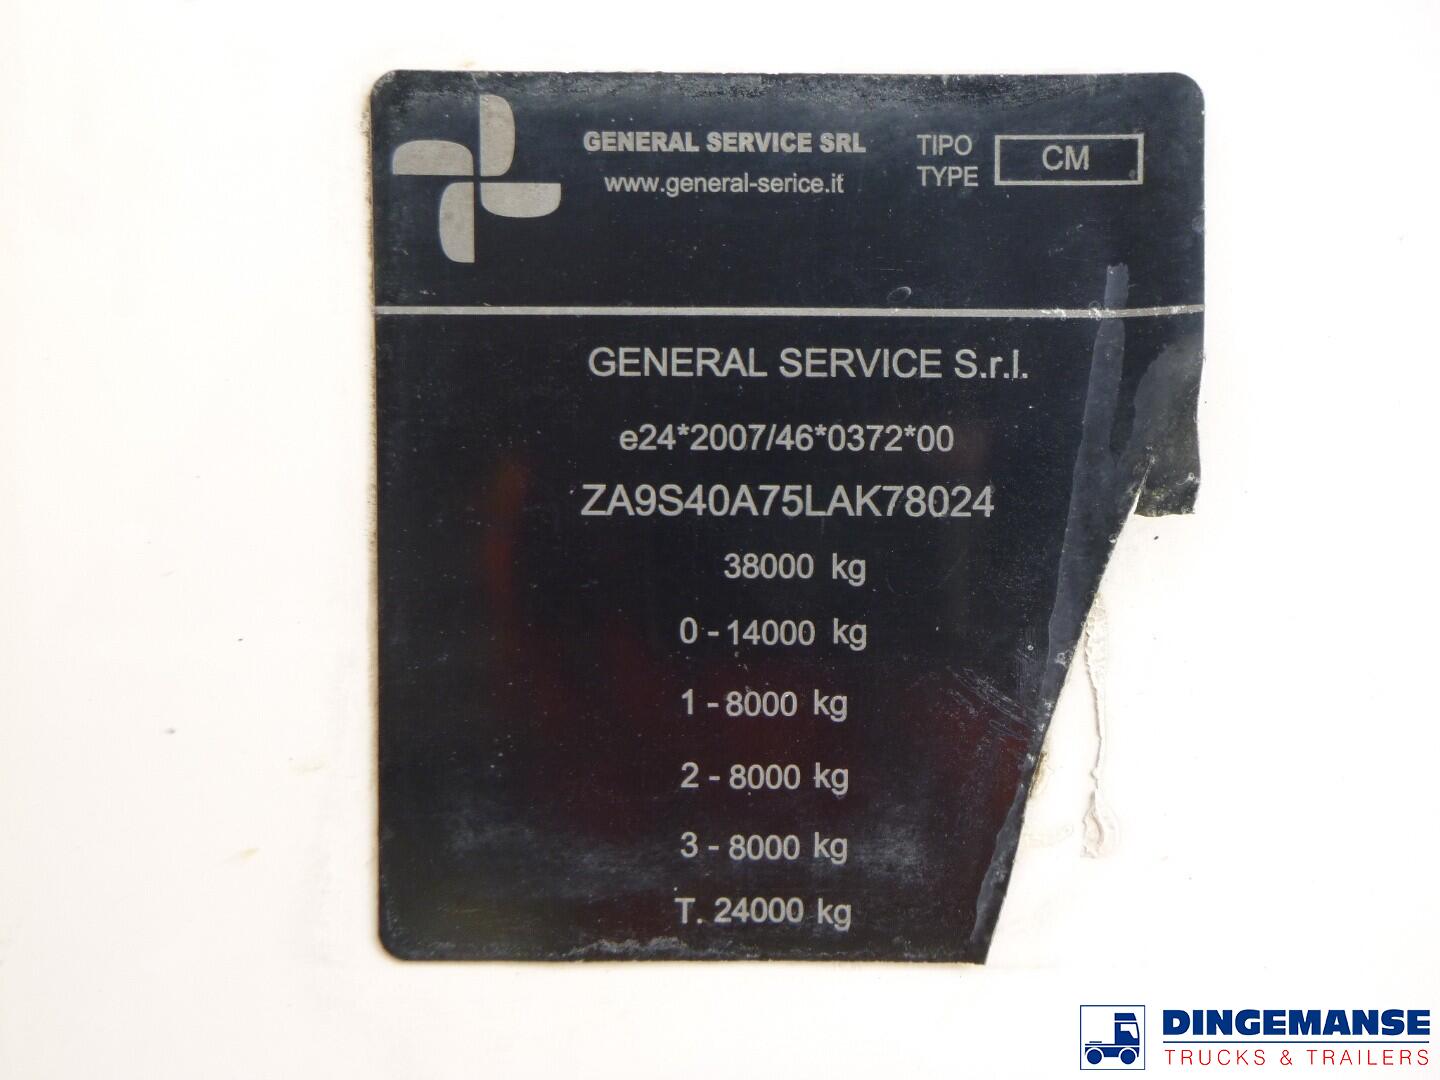 GENERAL SERVICE SRL
www.general-serice.it
TIPO
TYPE
CM
GENERAL SERVICE S.r.l.
e24*2007/46*0372*00
ZA9S40A75LAK78024
38000 kg
0 - 14000 kg
1 - 8000 kg
2 - 8000 kg
3 - 8000 kg
T. 24000 kg
DINGEMANSE
TRUCKS & TRAILERS